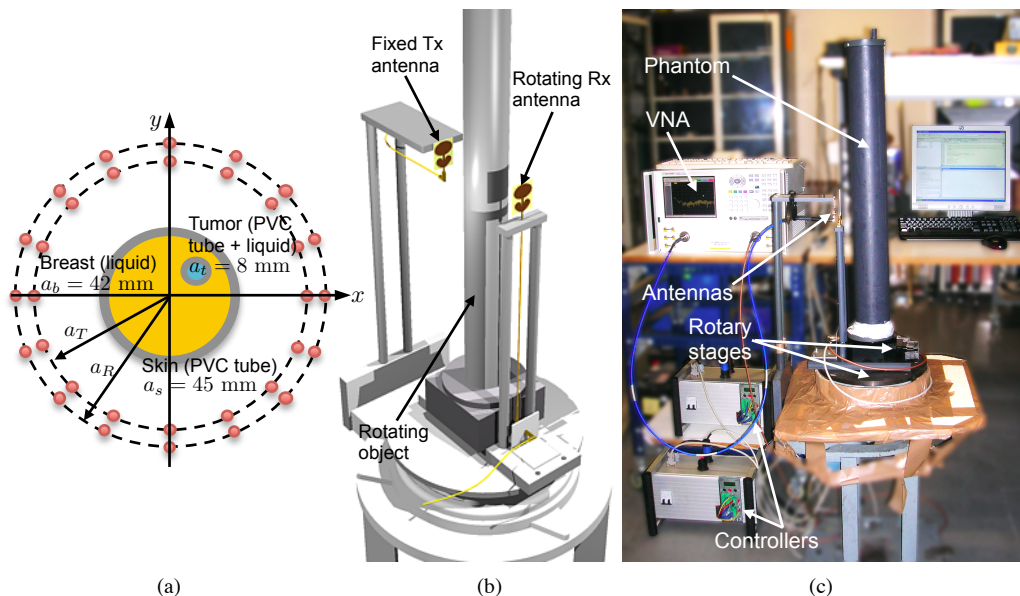 y
Tumor (PVC
tube + liquid)
a_t = 8 mm
Breast (liquid)
a_b = 42 mm
x
a_T
a_R
Skin (PVC tube)
a_s = 45 mm
(a)
Fixed Tx
antenna
Rotating Rx
antenna
Rotating
object
(b)
Phantom
VNA
Antennas
Rotary
stages
Controllers
(c)